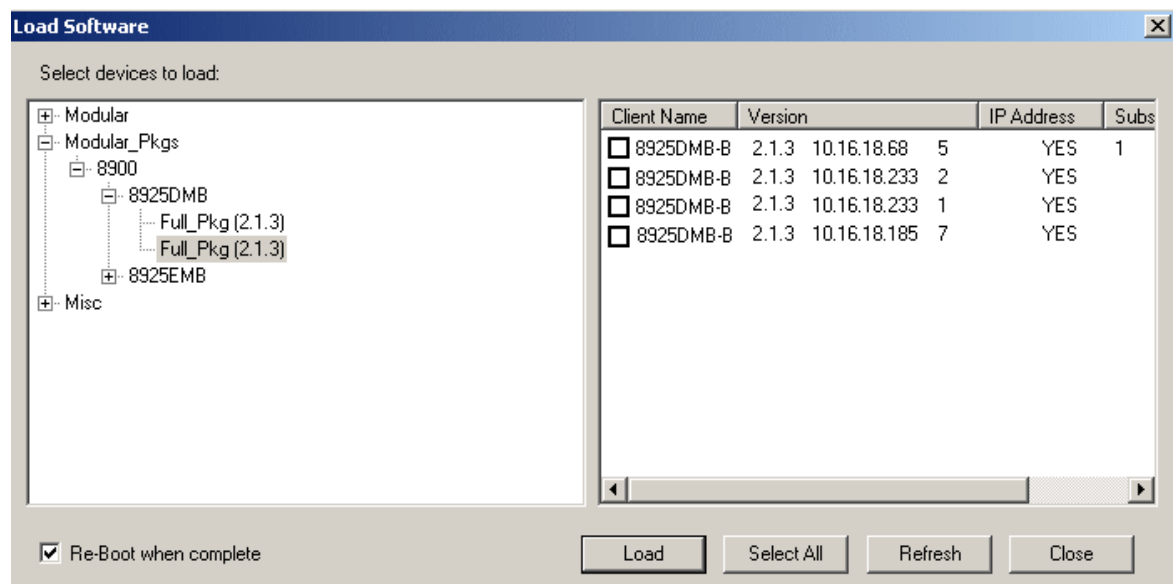 Load Software
Select devices to load:
Modular
Modular_Pkgs
8900
8925DMB
Full_Pkg (2.1.3)
Full_Pkg (2.1.3)
8925EMB
Misc
Client Name Version IP Address Subs
8925DMB-B 2.1.3 10.16.18.68 5 YES 1
8925DMB-B 2.1.3 10.16.18.233 2 YES
8925DMB-B 2.1.3 10.16.18.233 1 YES
8925DMB-B 2.1.3 10.16.18.185 7 YES
Re-Boot when complete
Load Select All Refresh Close